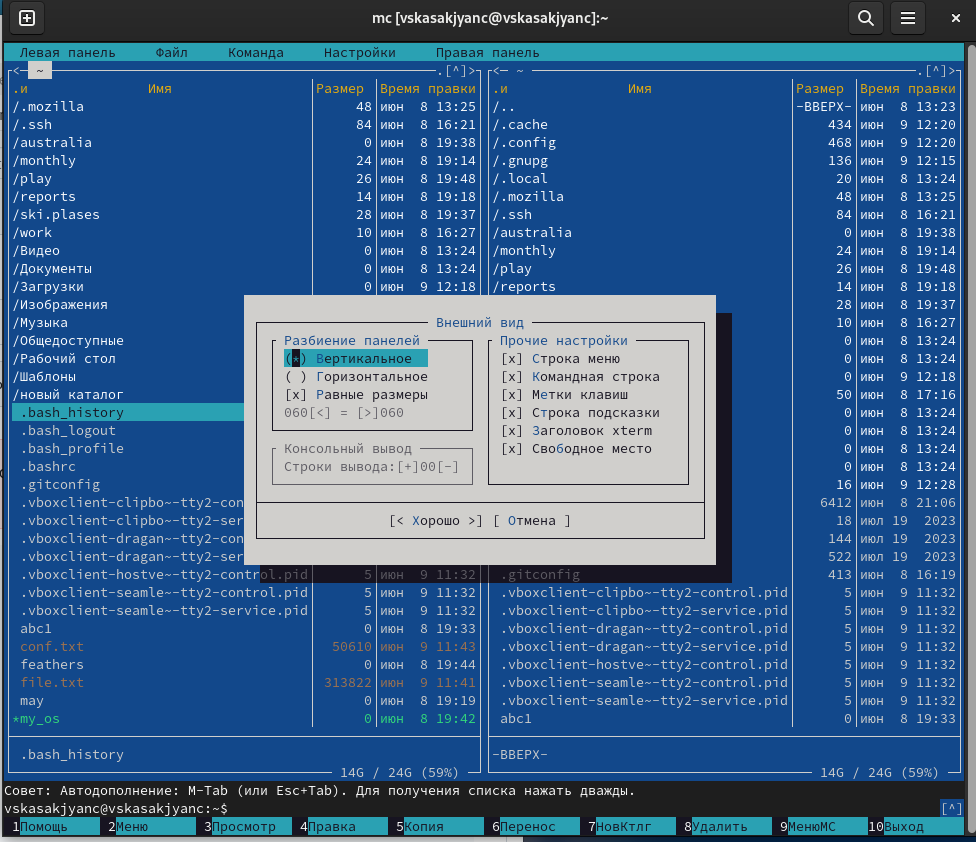 mc [vskasakjyanc@vskasakjyanc]:~
Левая панель Файл Команда Настройки Правая панель
<─ ~ .[^]>
.и Имя Размер Время правки
/.mozilla 48 июн 8 13:25
/.ssh 84 июн 8 16:21
/australia 0 июн 8 19:38
/monthly 24 июн 8 19:14
/play 26 июн 8 19:48
/reports 14 июн 8 19:18
/ski.plases 28 июн 8 19:37
/work 10 июн 8 16:27
/Видео 0 июн 8 13:24
/Документы 0 июн 8 13:24
/Загрузки 0 июн 9 12:18
/Изображения
/Музыка
/Общедоступные
/Рабочий стол
/Шаблоны
/новый каталог
.bash_history
.bash_logout
.bash_profile
.bashrc
.gitconfig
.vboxclient-clipbo~-tty2-con
.vboxclient-clipbo~-tty2-ser
.vboxclient-dragan~-tty2-con
.vboxclient-dragan~-tty2-ser
.vboxclient-hostve~-tty2-control.pid 5 июн 9 11:32
.vboxclient-seamle~-tty2-control.pid 5 июн 9 11:32
.vboxclient-seamle~-tty2-service.pid 5 июн 9 11:32
abc1 0 июн 8 19:33
conf.txt 50610 июн 9 11:43
feathers 0 июн 8 19:44
file.txt 313822 июн 9 11:41
may 0 июн 8 19:19
*my_os 0 июн 8 19:42
.bash_history
14G / 24G (59%)
<─ ~ .[^]>
.и Имя Размер Время правки
/.. -ВВЕРХ- июн 8 13:23
/.cache 434 июн 9 12:20
/.config 468 июн 9 12:20
/.gnupg 136 июн 9 12:15
/.local 20 июн 8 13:24
/.mozilla 48 июн 8 13:25
/.ssh 84 июн 8 16:21
/australia 0 июн 8 19:38
/monthly 24 июн 8 19:14
/play 26 июн 8 19:48
/reports 14 июн 8 19:18
28 июн 8 19:37
10 июн 8 16:27
0 июн 8 13:24
0 июн 8 13:24
0 июн 9 12:18
50 июн 8 17:16
0 июн 8 13:24
0 июн 8 13:24
0 июн 8 13:24
0 июн 8 13:24
16 июн 9 12:28
6412 июн 8 21:06
18 июл 19 2023
144 июл 19 2023
522 июл 19 2023
.gitconfig 413 июн 8 16:19
.vboxclient-clipbo~-tty2-control.pid 5 июн 9 11:32
.vboxclient-clipbo~-tty2-service.pid 5 июн 9 11:32
.vboxclient-dragan~-tty2-control.pid 5 июн 9 11:32
.vboxclient-dragan~-tty2-service.pid 5 июн 9 11:32
.vboxclient-hostve~-tty2-control.pid 5 июн 9 11:32
.vboxclient-seamle~-tty2-control.pid 5 июн 9 11:32
.vboxclient-seamle~-tty2-service.pid 5 июн 9 11:32
abc1 0 июн 8 19:33
-ВВЕРХ-
14G / 24G (59%)
Внешний вид
Разбиение панелей
(*) Вертикальное
( ) Горизонтальное
[x] Равные размеры
060[<] = [>]060
Консольный вывод
Строки вывода:[+]00[-]
Прочие настройки
[x] Строка меню
[x] Командная строка
[x] Метки клавиш
[x] Строка подсказки
[x] Заголовок xterm
[x] Свободное место
[< Хорошо >] [ Отмена ]
Совет: Автодополнение: M-Tab (или Esc+Tab). Для получения списка нажать дважды.
vskasakjyanc@vskasakjyanc:~$ [^]
1Помощь 2Меню 3Просмотр 4Правка 5Копия 6Перенос 7НовКтлг 8Удалить 9МенюМС 10Выход